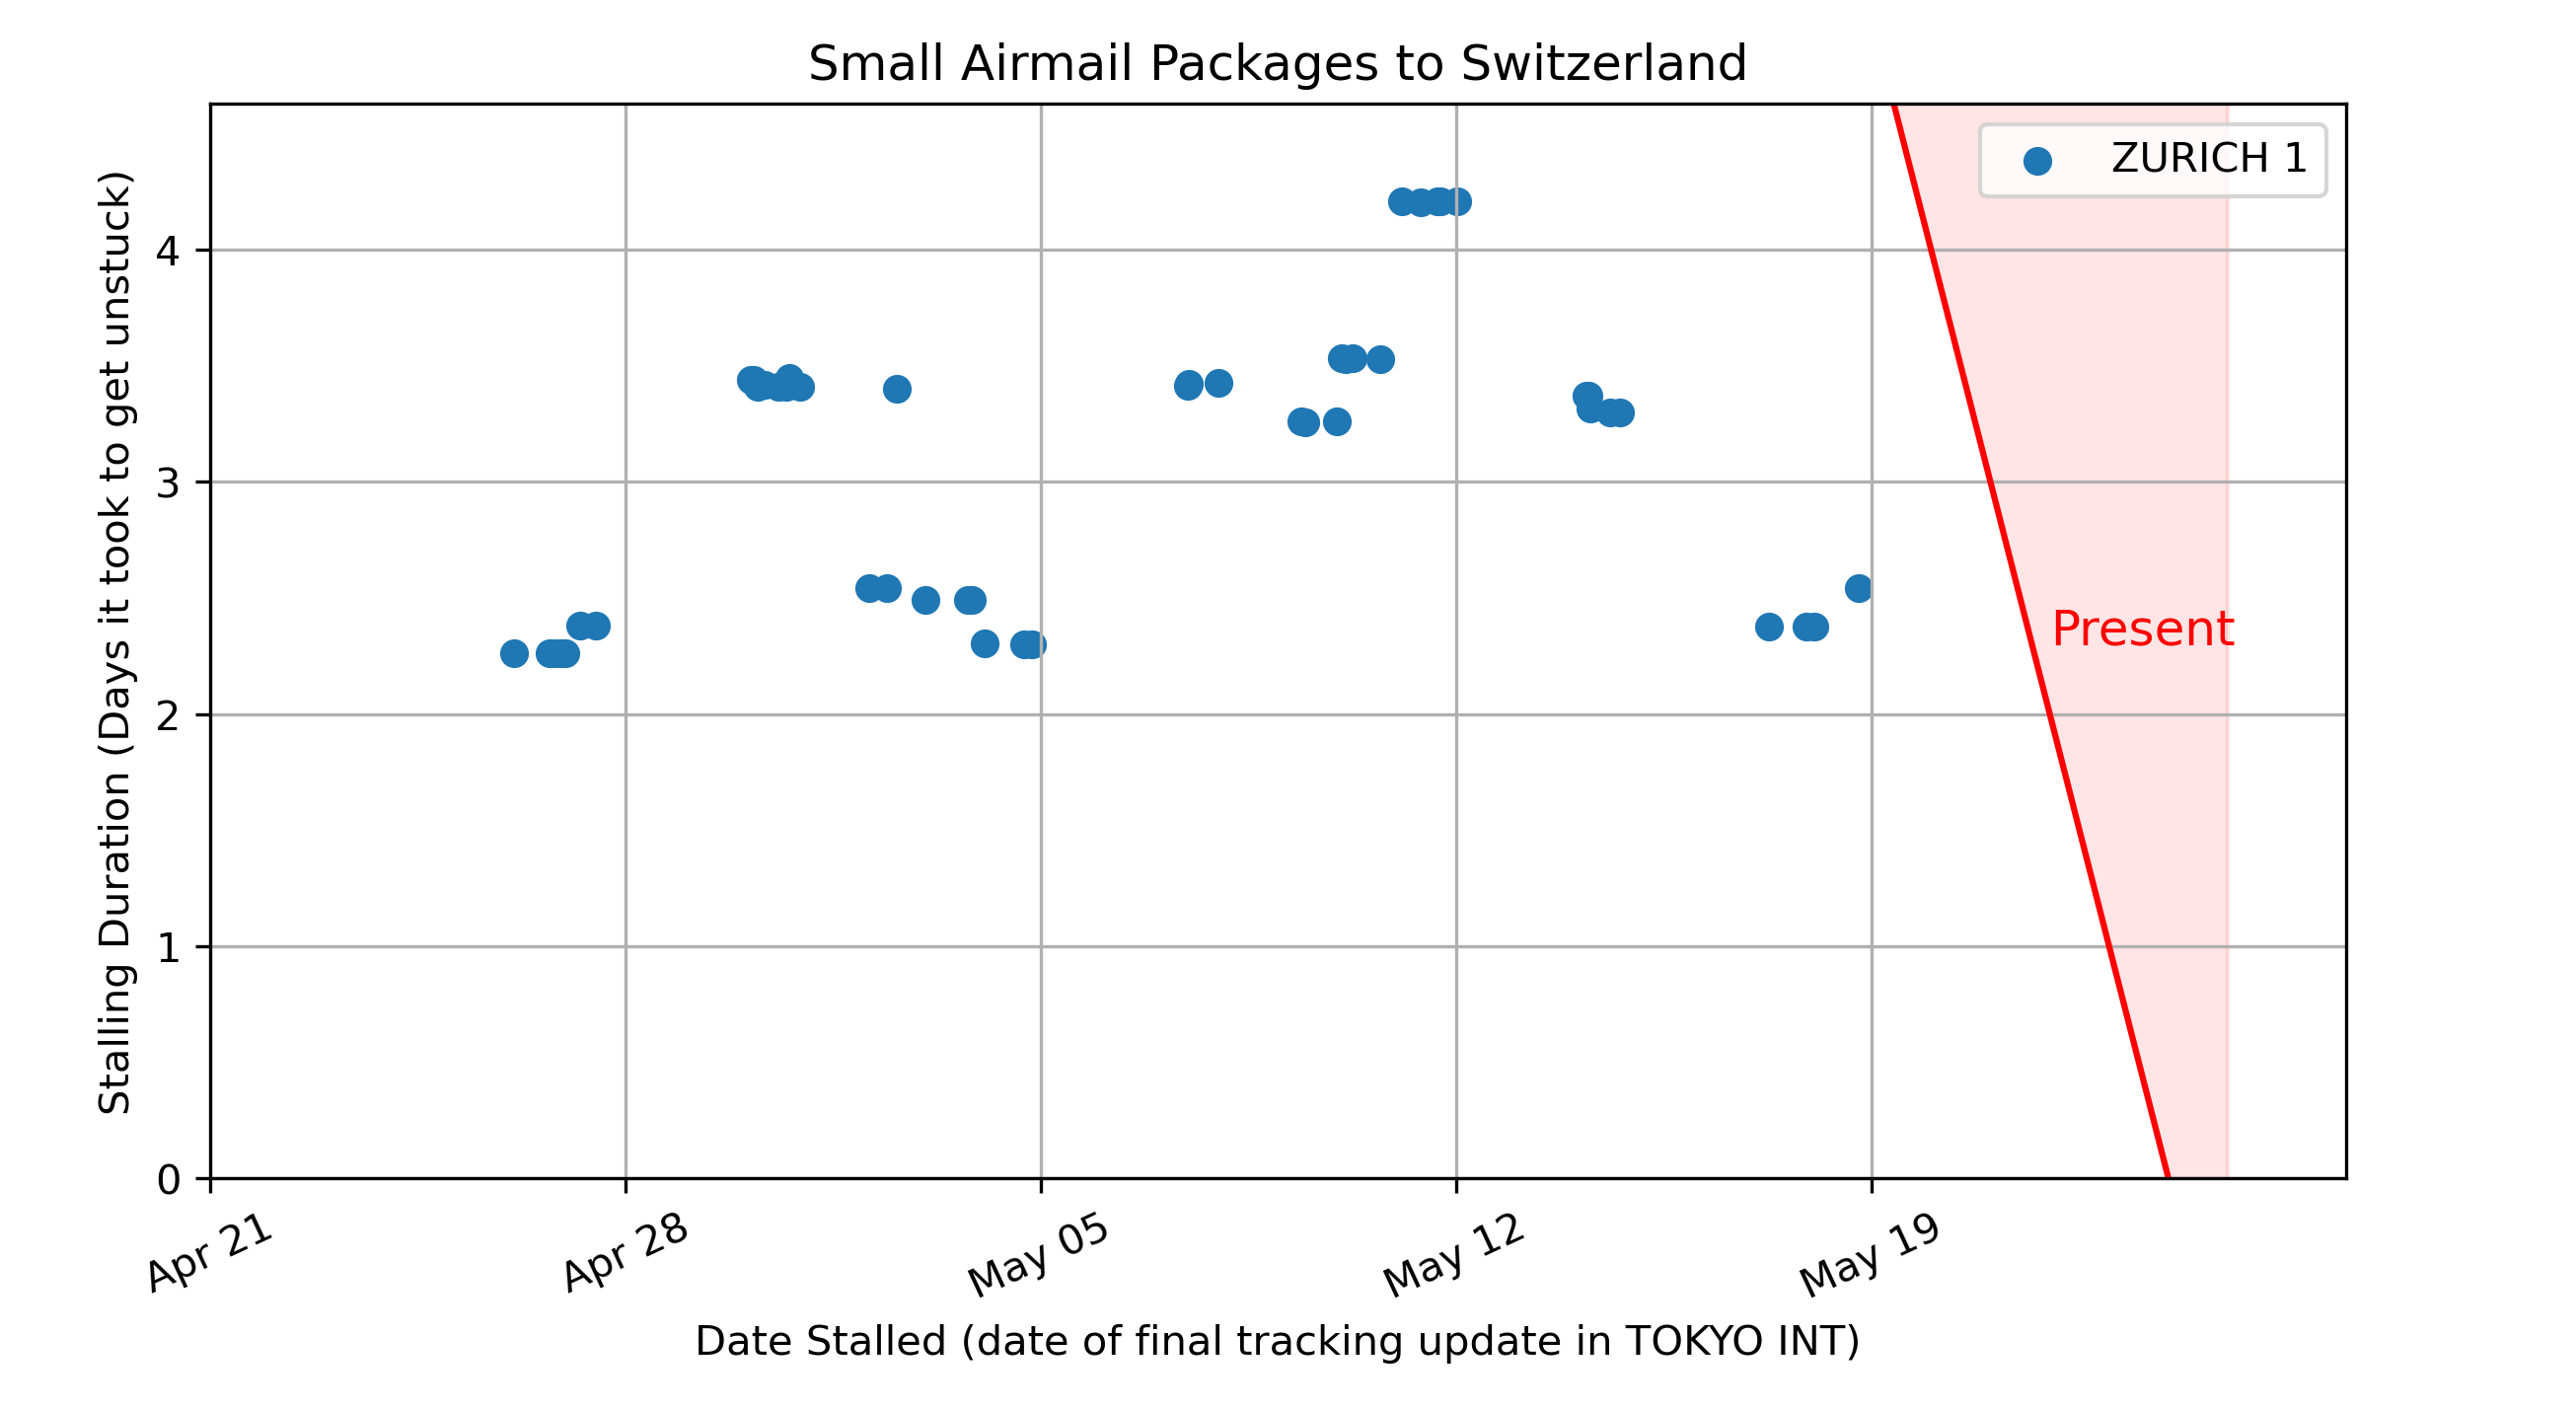 Small Airmail Packages to Switzerland
ZURICH 1
Stalling Duration (Days it took to get unstuck)
4
3
2
1
0
Present
Apr 21
Apr 28
May 05
May 12
May 19
Date Stalled (date of final tracking update in TOKYO INT)